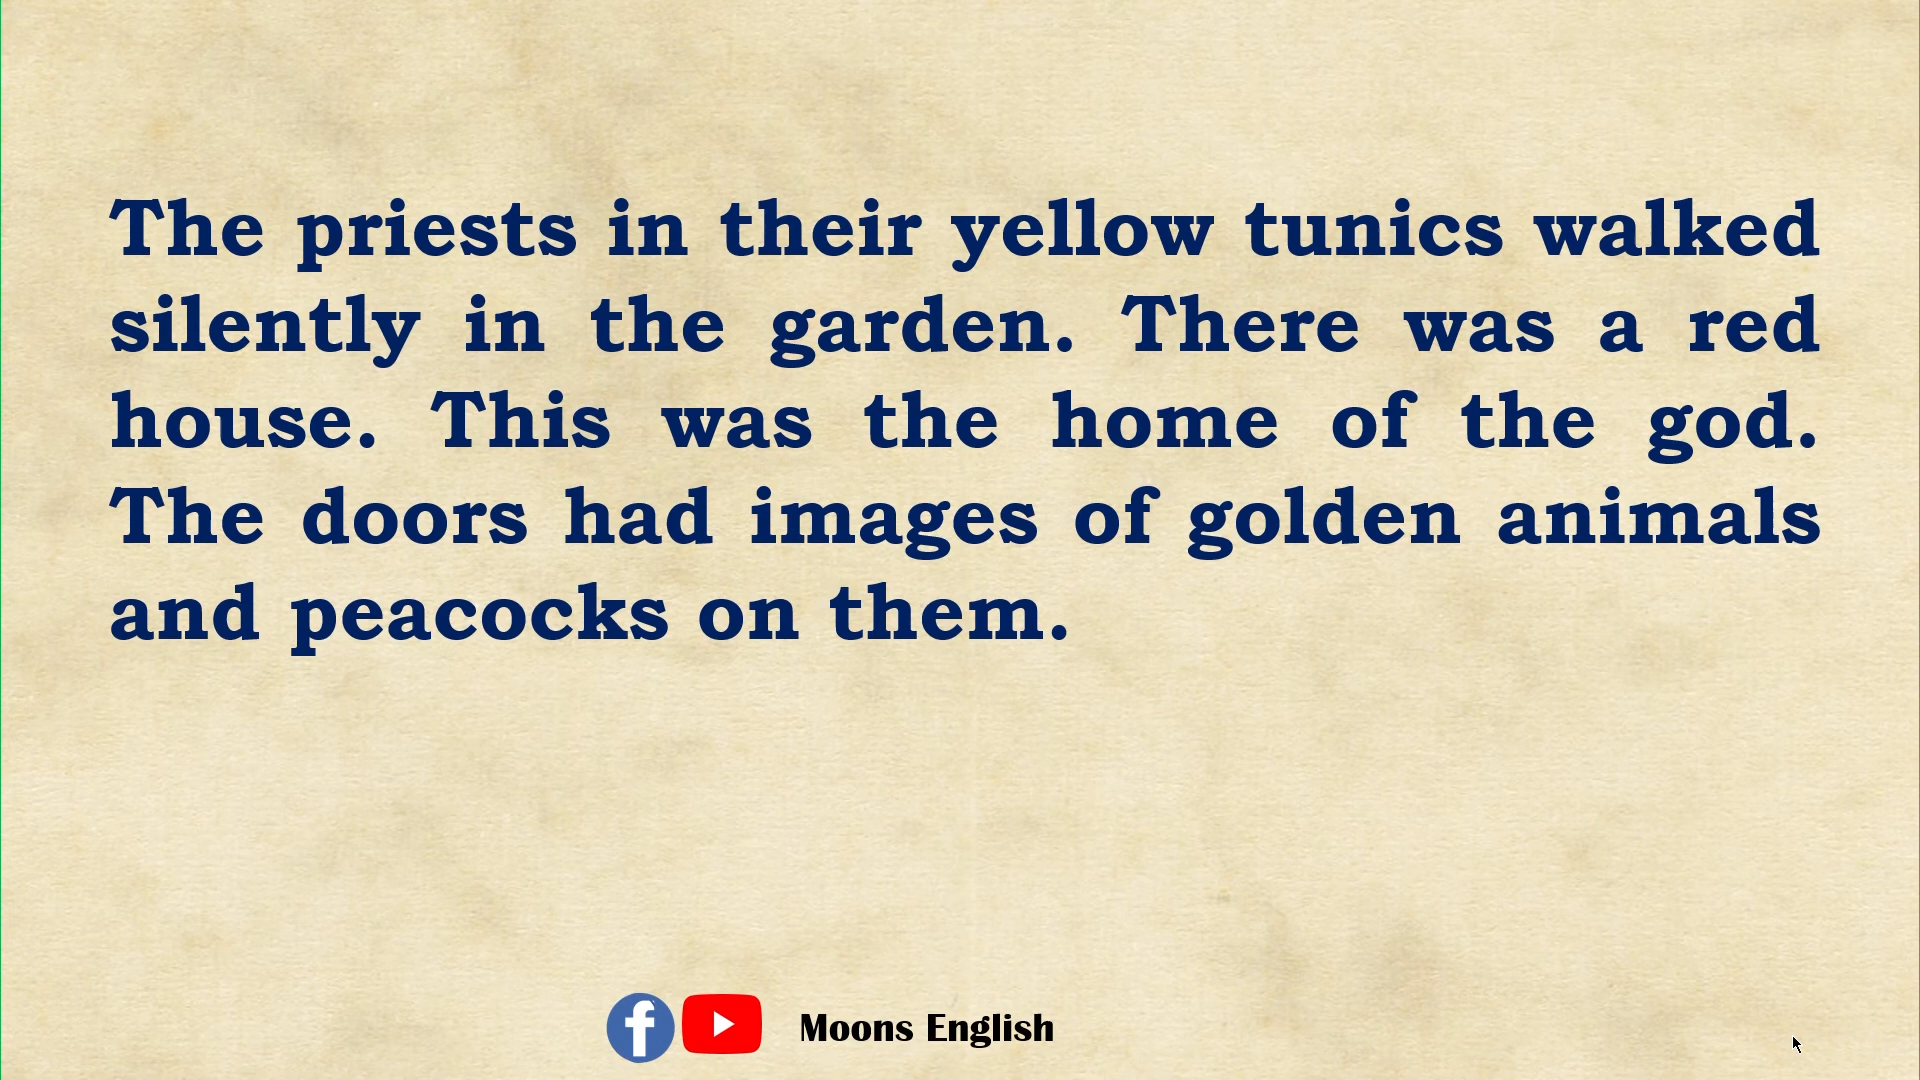 The priests in their yellow tunics walked
silently in the garden. There was a red
house. This was the home of the god.
The doors had images of golden animals
and peacocks on them.
Moons English